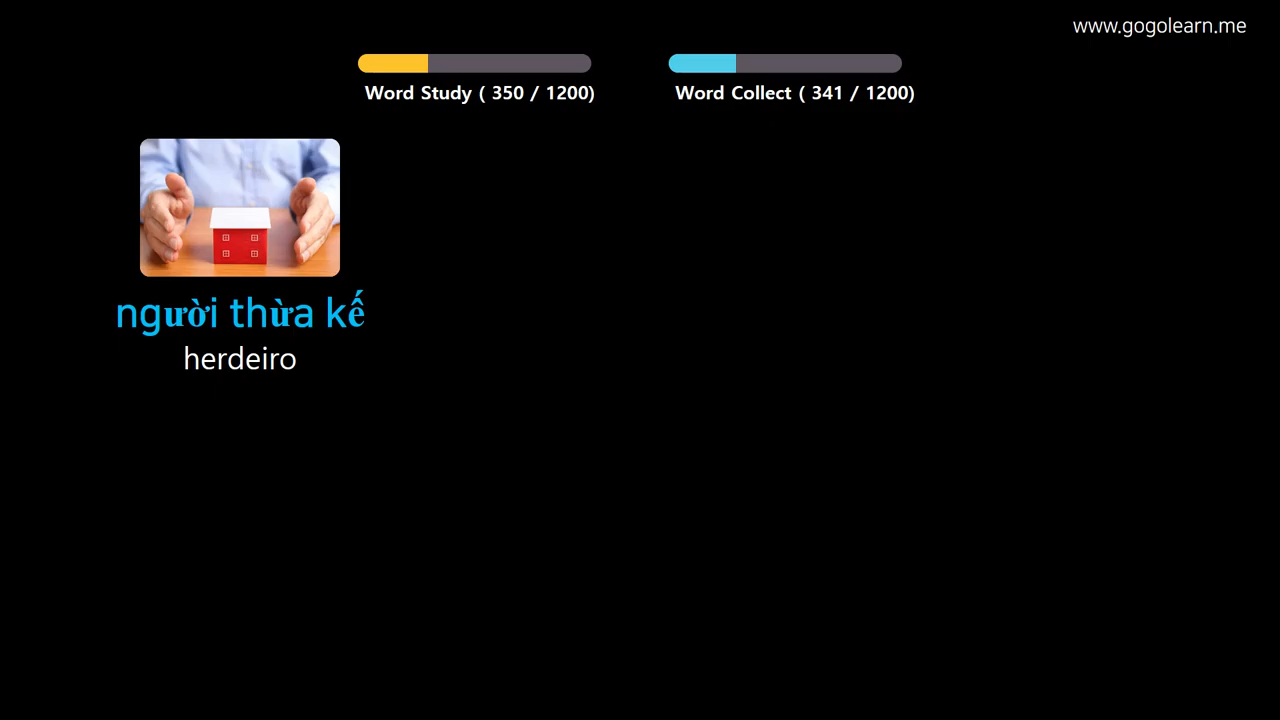 www.gogolearn.me
Word Study ( 350 / 1200)
Word Collect ( 341 / 1200)
người thừa kế
herdeiro